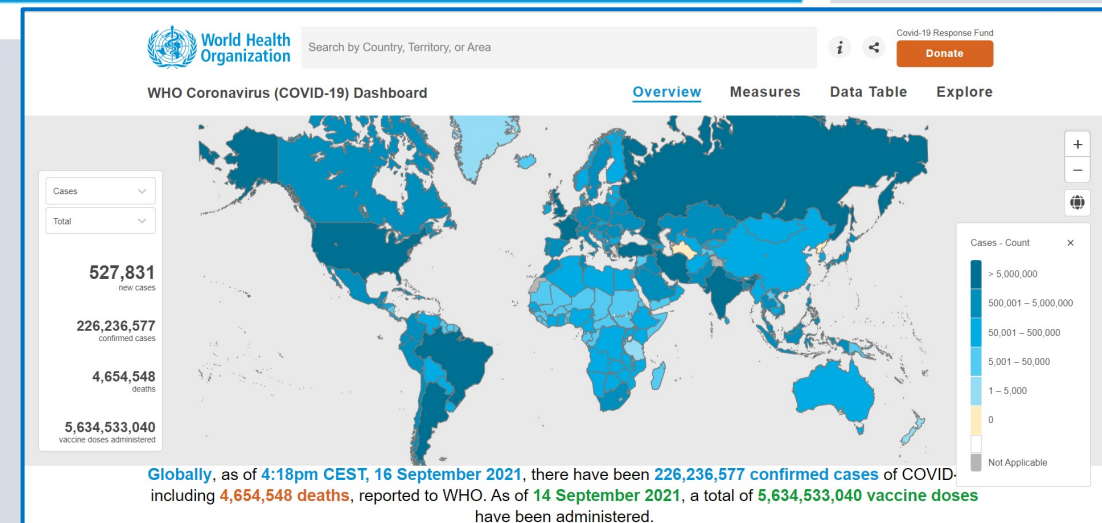 World Health
Organization
Search by Country, Territory, or Area
i
Covid-19 Response Fund
Donate
WHO Coronavirus (COVID-19) Dashboard
Overview
Measures
Data Table
Explore
Cases
Total
527,831
new cases
226,236,577
confirmed cases
4,654,548
deaths
5,634,533,040
vaccine doses administered
+
−
Cases - Count ×
> 5,000,000
500,001 – 5,000,000
50,001 – 500,000
5,001 – 50,000
1 – 5,000
0
Not Applicable
Globally, as of 4:18pm CEST, 16 September 2021, there have been 226,236,577 confirmed cases of COVID-
including 4,654,548 deaths, reported to WHO. As of 14 September 2021, a total of 5,634,533,040 vaccine doses
have been administered.